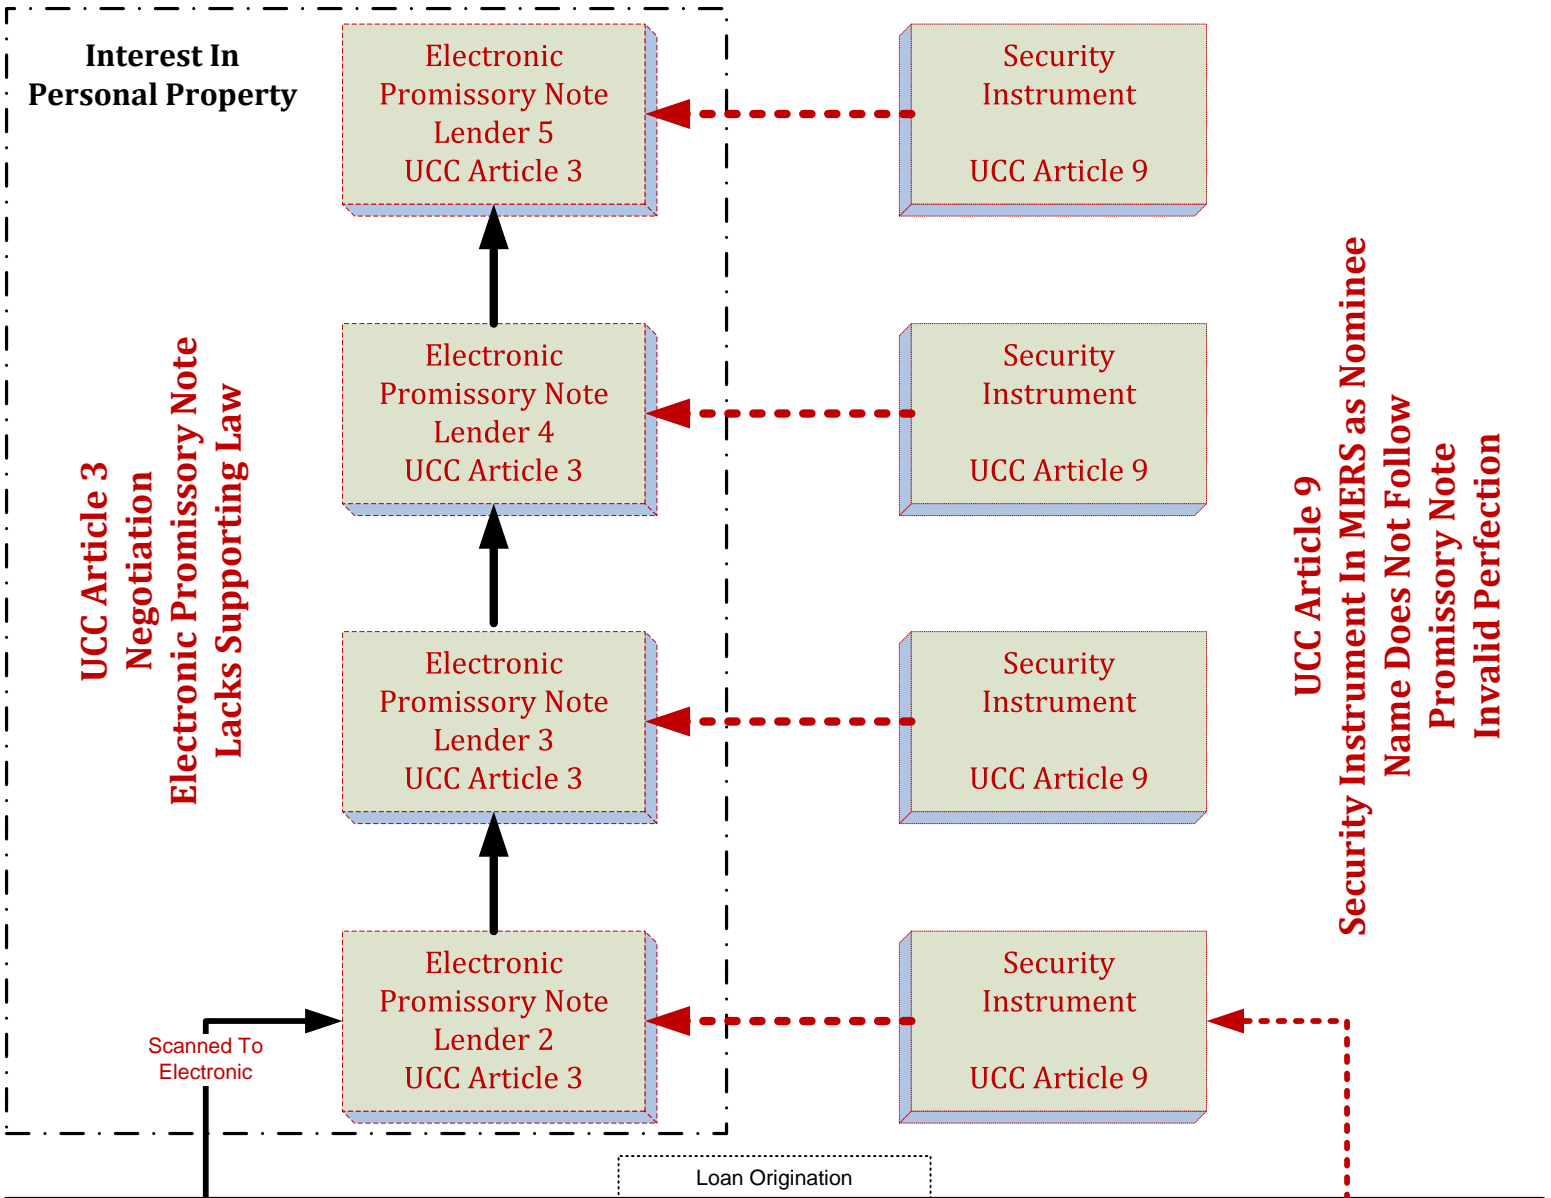 Interest In
Personal Property
Electronic
Promissory Note
Lender 5
UCC Article 3
Security
Instrument
UCC Article 9
Electronic
Promissory Note
Lender 4
UCC Article 3
Security
Instrument
UCC Article 9
UCC Article 3
Negotiation
Electronic Promissory Note
Lacks Supporting Law
UCC Article 9
Security Instrument In MERS as Nominee
Name Does Not Follow
Promissory Note
Invalid Perfection
Electronic
Promissory Note
Lender 3
UCC Article 3
Security
Instrument
UCC Article 9
Electronic
Promissory Note
Lender 2
UCC Article 3
Security
Instrument
UCC Article 9
Scanned To
Electronic
Loan Origination